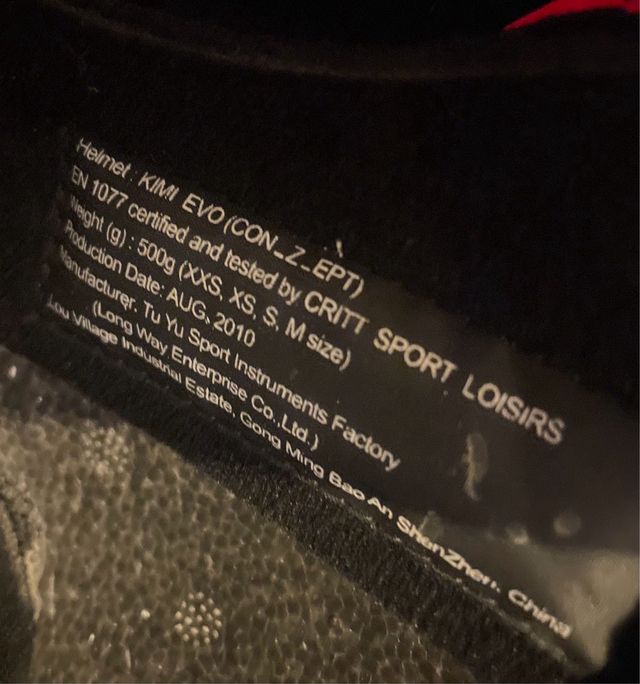 Helmet : KIMI EVO (CON_Z_EPT)
EN 1077 certified and tested by CRITT SPORT LOISIRS
Weight (g) : 500g (XXS, XS, S, M size)
Production Date: AUG, 2010
Manufacturer. Tu Yu Sport Instruments Factory
(Long Way Enterprise Co.,Ltd.)
Lou Village Industrial Estate, Gong Ming Bao An ShenZhen. China